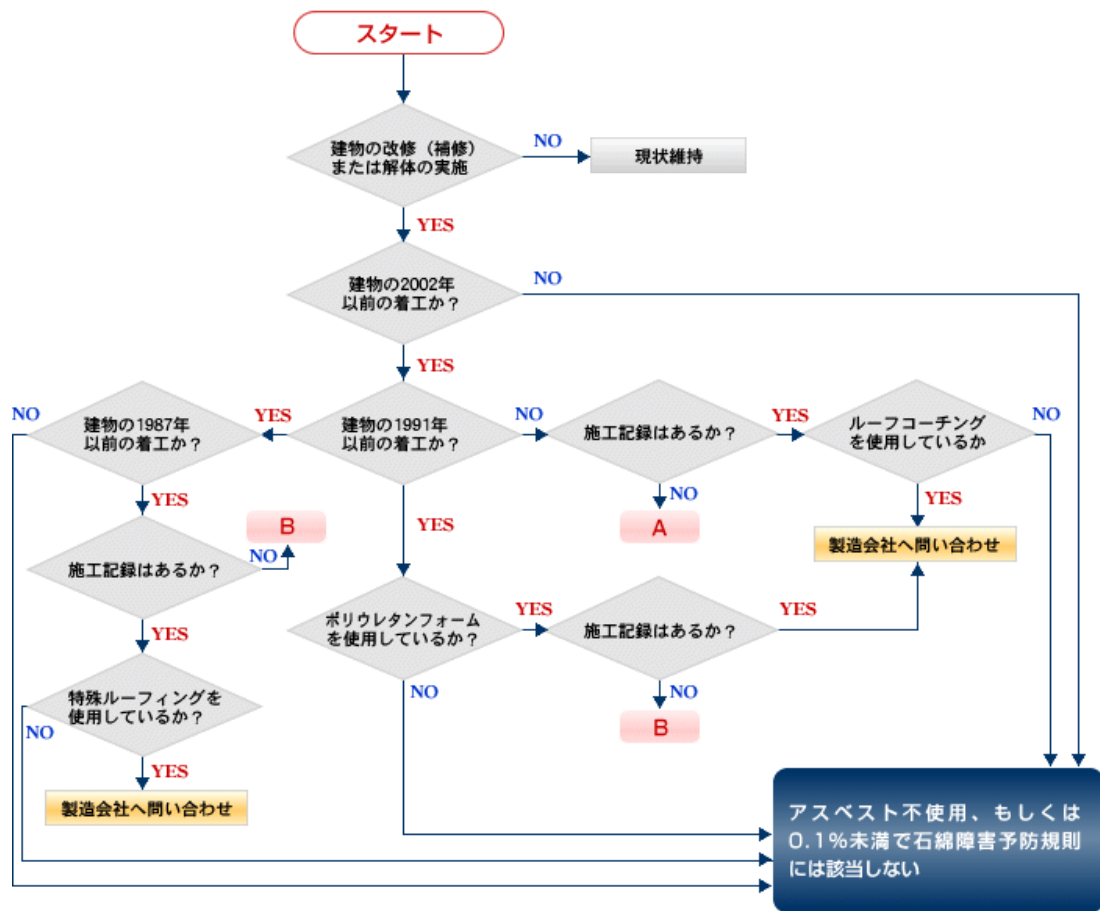 スタート
建物の改修（補修）
または解体の実施
NO
現状維持
YES
建物の2002年
以前の着工か？
NO
YES
NO
建物の1987年
以前の着工か？
YES
建物の1991年
以前の着工か？
NO
施工記録はあるか？
YES
ルーフコーチング
を使用しているか
NO
YES
B
YES
NO
A
YES
製造会社へ問い合わせ
施工記録はあるか？
NO
ポリウレタンフォーム
を使用しているか？
YES
施工記録はあるか？
YES
YES
NO
NO
B
特殊ルーフィングを
使用しているか？
NO
YES
製造会社へ問い合わせ
アスベスト不使用、もしくは
0.1%未満で石綿障害予防規則
には該当しない